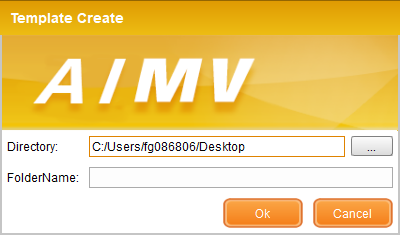 Template Create
AIMV
Directory: C:/Users/fg086806/Desktop ...
FolderName:
Ok Cancel